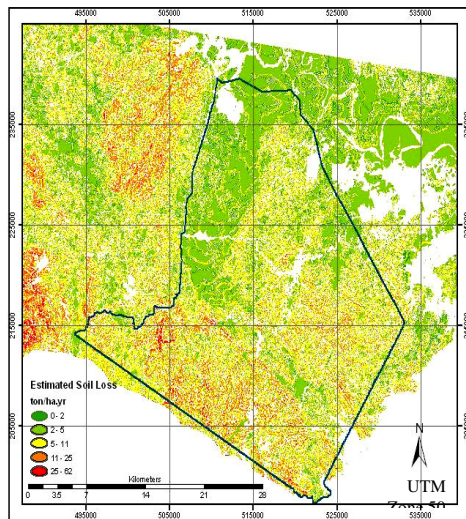 495000 505000 515000 525000 535000
235000
225000
215000
205000
Estimated Soil Loss
ton/ha.yr
0 - 2
2 - 5
5 - 11
11 - 25
25 - 62
Kilometers
0 3.5 7 14 21 28
N
UTM
495000 505000 515000 525000 535000